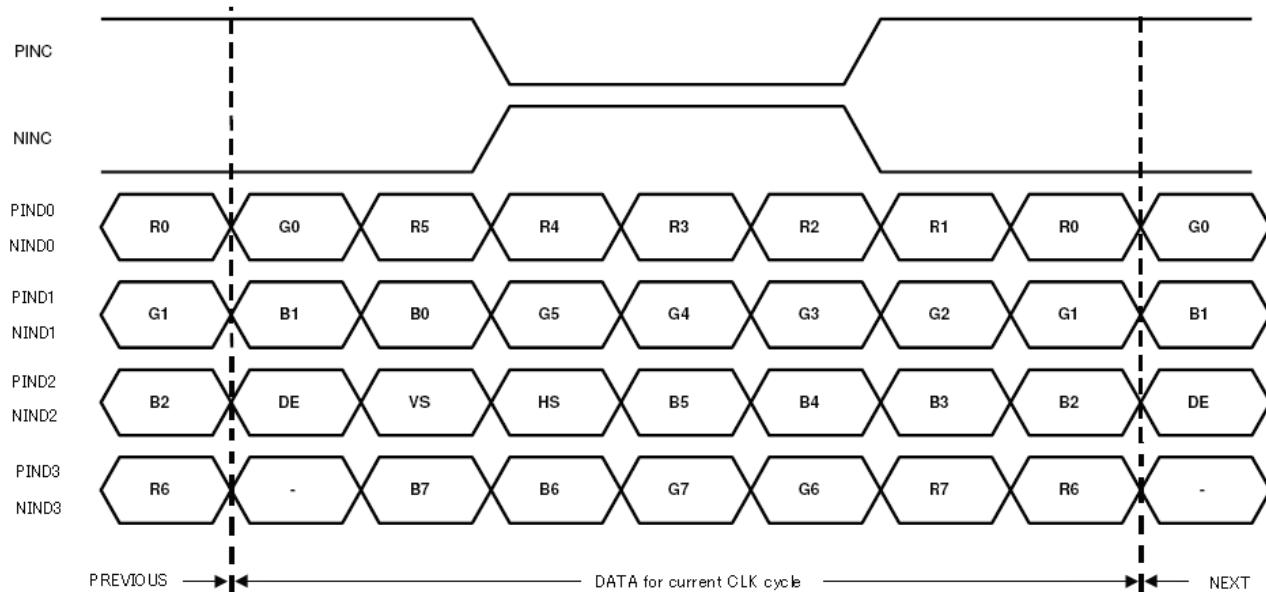 PINC
NINC
PIND0
R0 G0 R5 R4 R3 R2 R1 R0 G0
NIND0
PIND1
G1 B1 B0 G5 G4 G3 G2 G1 B1
NIND1
PIND2
B2 DE VS HS B5 B4 B3 B2 DE
NIND2
PIND3
R6 - B7 B6 G7 G6 R7 R6 -
NIND3
PREVIOUS DATA for current CLK cycle NEXT